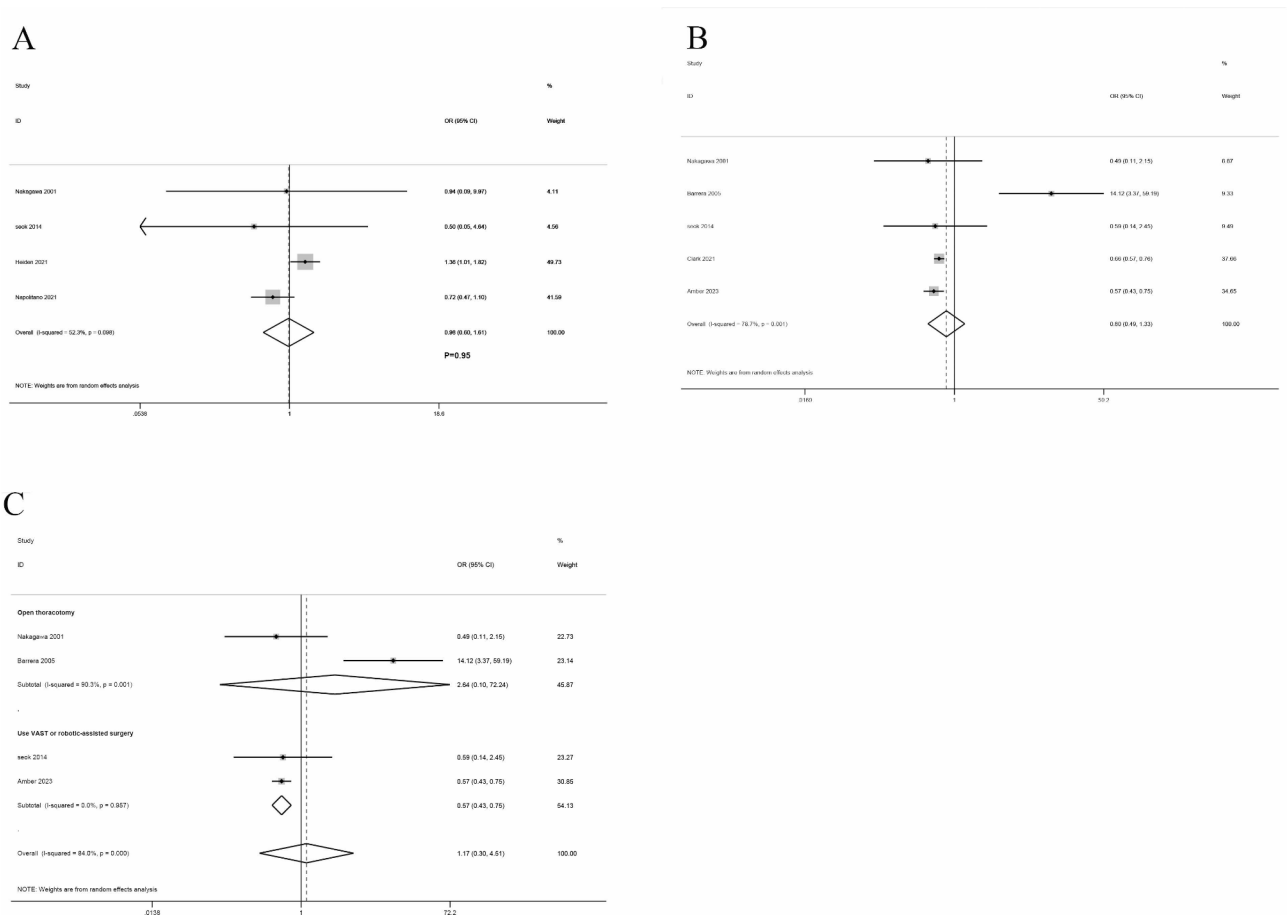 A
Study %
ID OR (95% CI) Weight
Nakagawa 2001 0.94 (0.09, 9.97) 4.11
seok 2014 0.50 (0.05, 4.64) 4.56
Heiden 2021 1.36 (1.01, 1.82) 49.73
Napolitano 2021 0.72 (0.47, 1.10) 41.59
Overall (I-squared = 52.3%, p = 0.098) 0.98 (0.60, 1.61) 100.00
P=0.95
NOTE: Weights are from random effects analysis
.0538 1 18.6
B
Study %
ID OR (95% CI) Weight
Nakagawa 2001 0.49 (0.11, 2.15) 8.87
Barrera 2005 14.12 (3.37, 59.19) 9.33
seok 2014 0.59 (0.14, 2.45) 9.49
Clark 2021 0.66 (0.57, 0.76) 37.66
Amber 2023 0.57 (0.43, 0.75) 34.65
Overall (I-squared = 78.7%, p = 0.001) 0.80 (0.49, 1.33) 100.00
NOTE: Weights are from random effects analysis
.0169 1 59.2
C
Study %
ID OR (95% CI) Weight
Open thoracotomy
Nakagawa 2001 0.49 (0.11, 2.15) 22.73
Barrera 2005 14.12 (3.37, 59.19) 23.14
Subtotal (I-squared = 90.3%, p = 0.001) 2.64 (0.10, 72.24) 45.87
.
Use VAST or robotic-assisted surgery
seok 2014 0.59 (0.14, 2.45) 23.27
Amber 2023 0.57 (0.43, 0.75) 30.85
Subtotal (I-squared = 0.0%, p = 0.957) 0.57 (0.43, 0.75) 54.13
.
Overall (I-squared = 84.0%, p = 0.000) 1.17 (0.30, 4.51) 100.00
NOTE: Weights are from random effects analysis
.0138 1 72.2